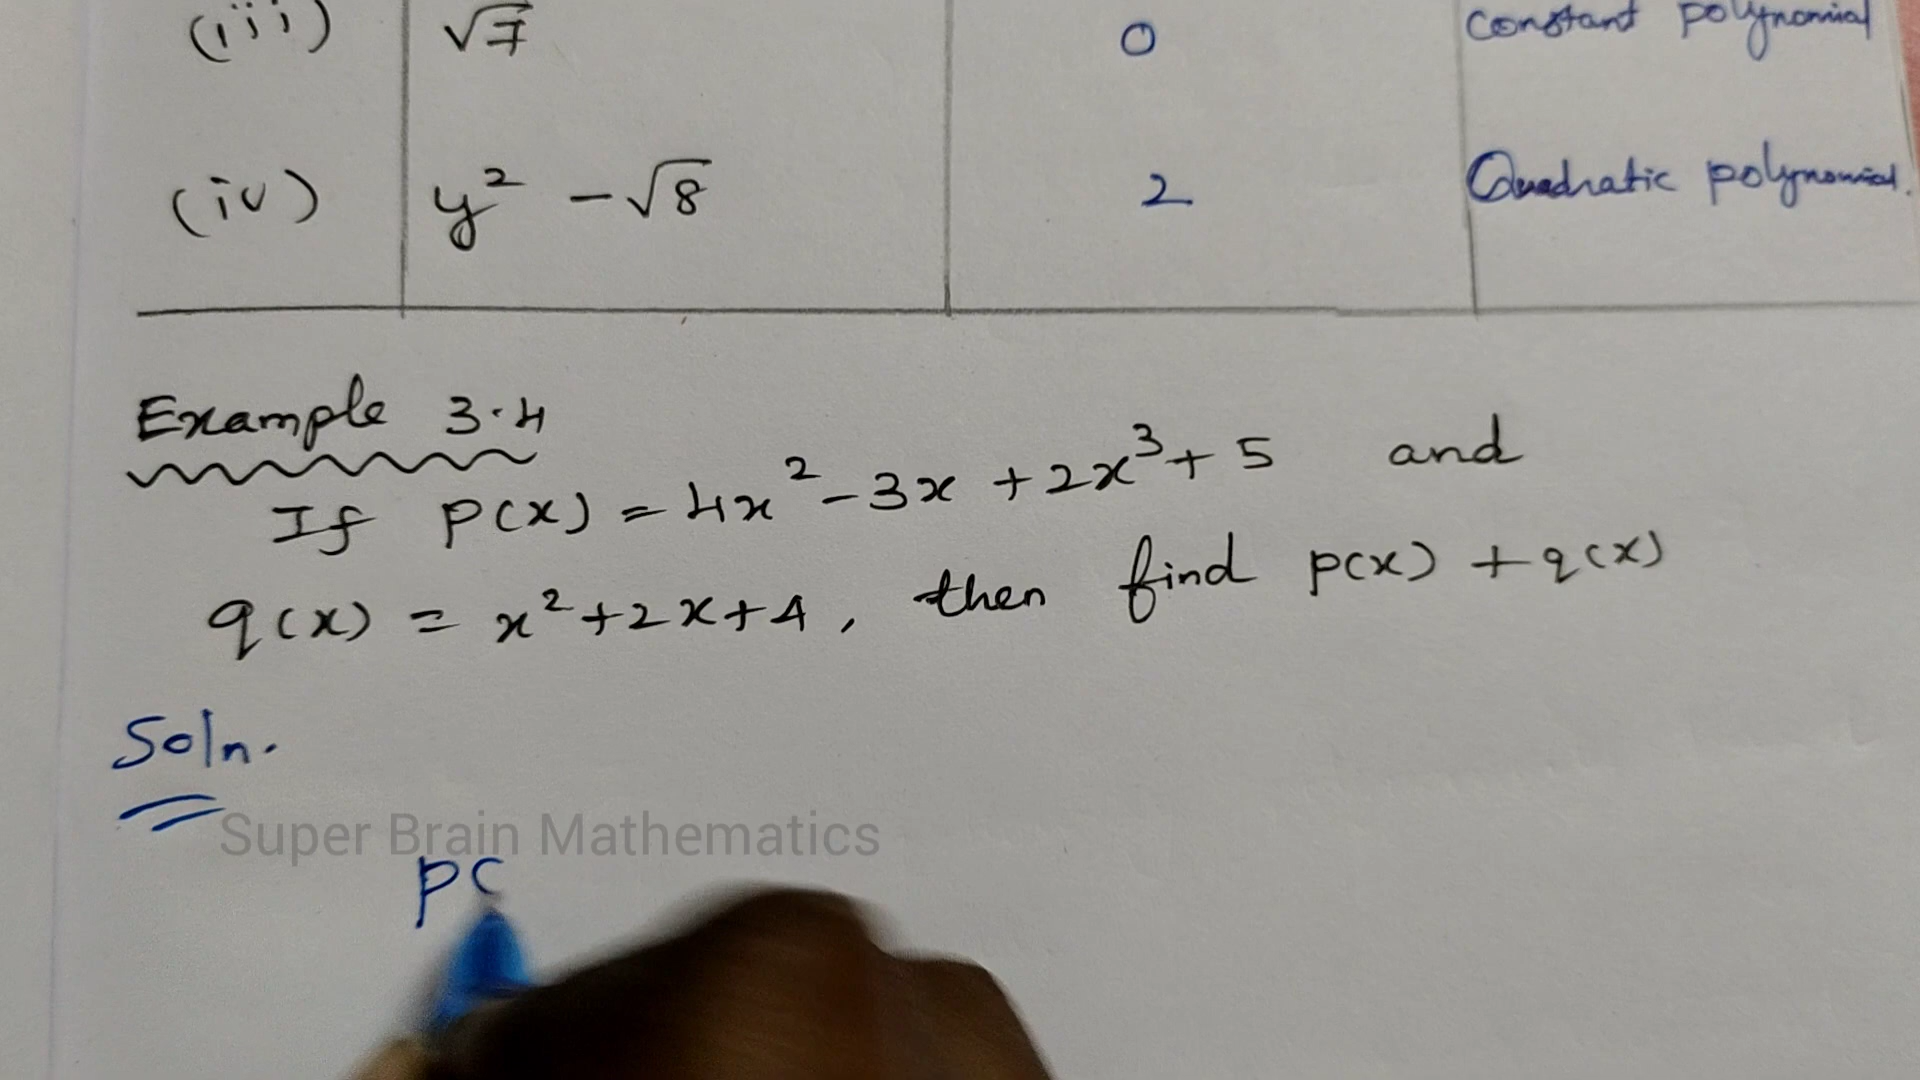 (iii) √7 0 constant polynomial
(iv) y² - √8 2 Quadratic polynomial.
Example 3.4
If p(x) = 4x² - 3x + 2x³ + 5 and
q(x) = x² + 2x + 4, then find p(x) + q(x)
Soln.
Super Brain Mathematics
p(